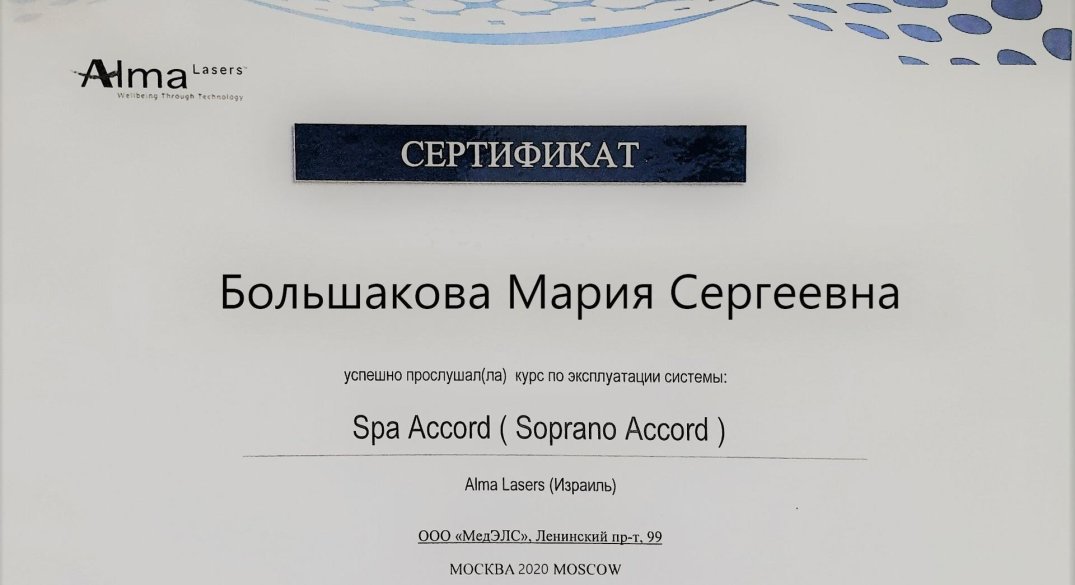 Alma Lasers™
Wellbeing Through Technology
СЕРТИФИКАТ
Большакова Мария Сергеевна
успешно прослушал(ла) курс по эксплуатации системы:
Spa Accord ( Soprano Accord )
Alma Lasers (Израиль)
ООО «МедЭЛС», Ленинский пр-т, 99
МОСКВА 2020 MOSCOW